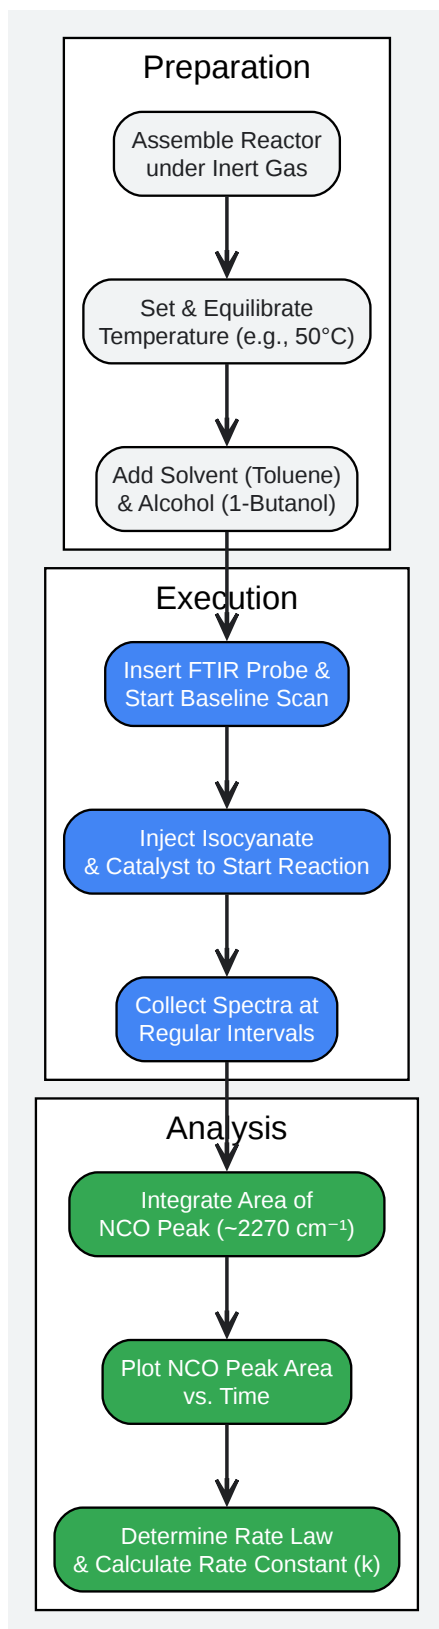 Preparation
Assemble Reactor
under Inert Gas
Set & Equilibrate
Temperature (e.g., 50°C)
Add Solvent (Toluene)
& Alcohol (1-Butanol)
Execution
Insert FTIR Probe &
Start Baseline Scan
Inject Isocyanate
& Catalyst to Start Reaction
Collect Spectra at
Regular Intervals
Analysis
Integrate Area of
NCO Peak (~2270 cm⁻¹)
Plot NCO Peak Area
vs. Time
Determine Rate Law
& Calculate Rate Constant (k)